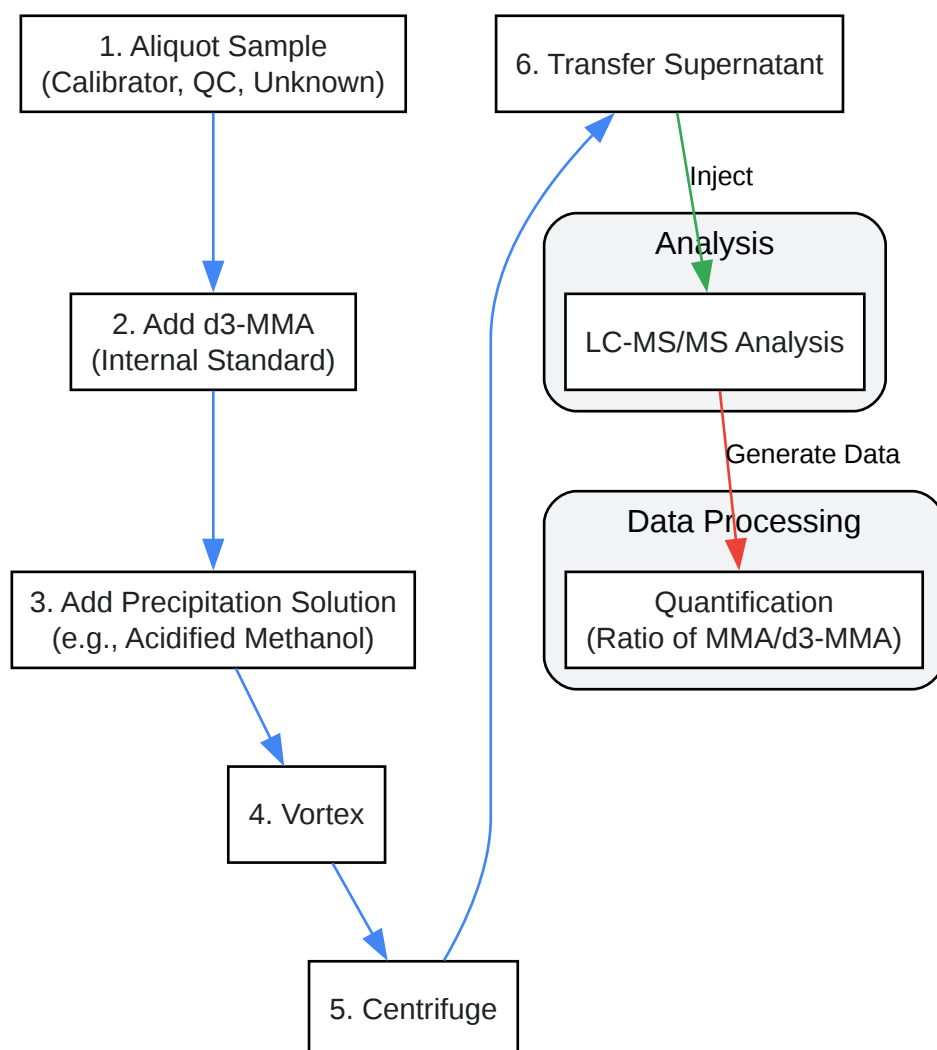 1. Aliquot Sample
(Calibrator, QC, Unknown)
2. Add d3-MMA
(Internal Standard)
3. Add Precipitation Solution
(e.g., Acidified Methanol)
4. Vortex
5. Centrifuge
6. Transfer Supernatant
Inject
Analysis
LC-MS/MS Analysis
Generate Data
Data Processing
Quantification
(Ratio of MMA/d3-MMA)